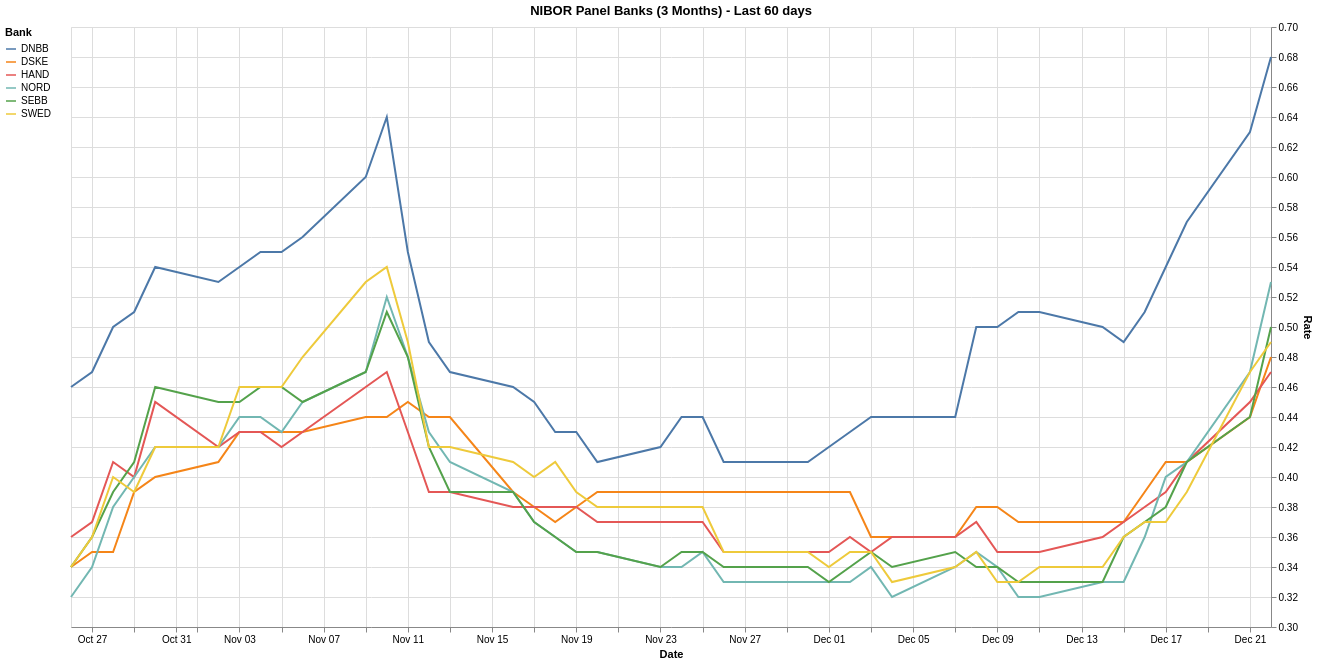 NIBOR Panel Banks (3 Months) - Last 60 days
Bank
DNBB
DSKE
HAND
NORD
SEBB
SWED
0.70
0.68
0.66
0.64
0.62
0.60
0.58
0.56
0.54
0.52
0.50
0.48
0.46
0.44
0.42
0.40
0.38
0.36
0.34
0.32
0.30
Rate
Oct 27 Oct 31 Nov 03 Nov 07 Nov 11 Nov 15 Nov 19 Nov 23 Nov 27 Dec 01 Dec 05 Dec 09 Dec 13 Dec 17 Dec 21
Date